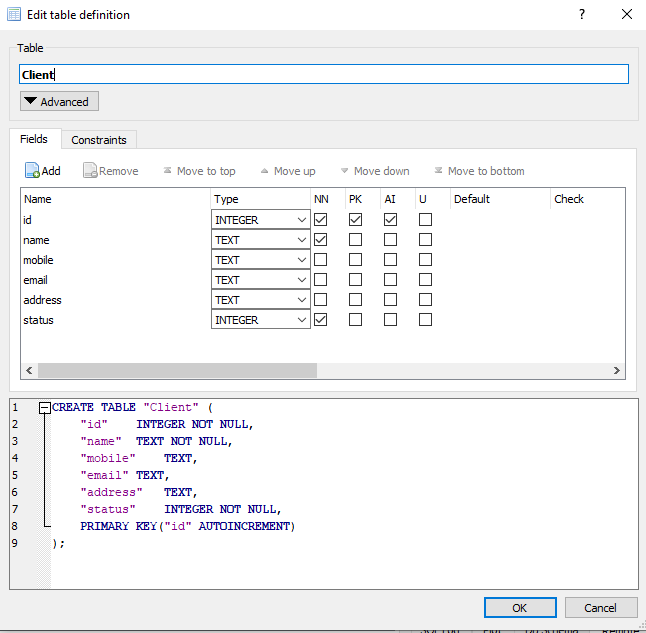 Edit table definition
?
Table
Client
Advanced
Fields Constraints
Add Remove Move to top Move up Move down Move to bottom
Name Type NN PK AI U Default Check
id INTEGER
name TEXT
mobile TEXT
email TEXT
address TEXT
status INTEGER
1 CREATE TABLE "Client" (
2 "id" INTEGER NOT NULL,
3 "name" TEXT NOT NULL,
4 "mobile" TEXT,
5 "email" TEXT,
6 "address" TEXT,
7 "status" INTEGER NOT NULL,
8 PRIMARY KEY("id" AUTOINCREMENT)
9 );
OK Cancel